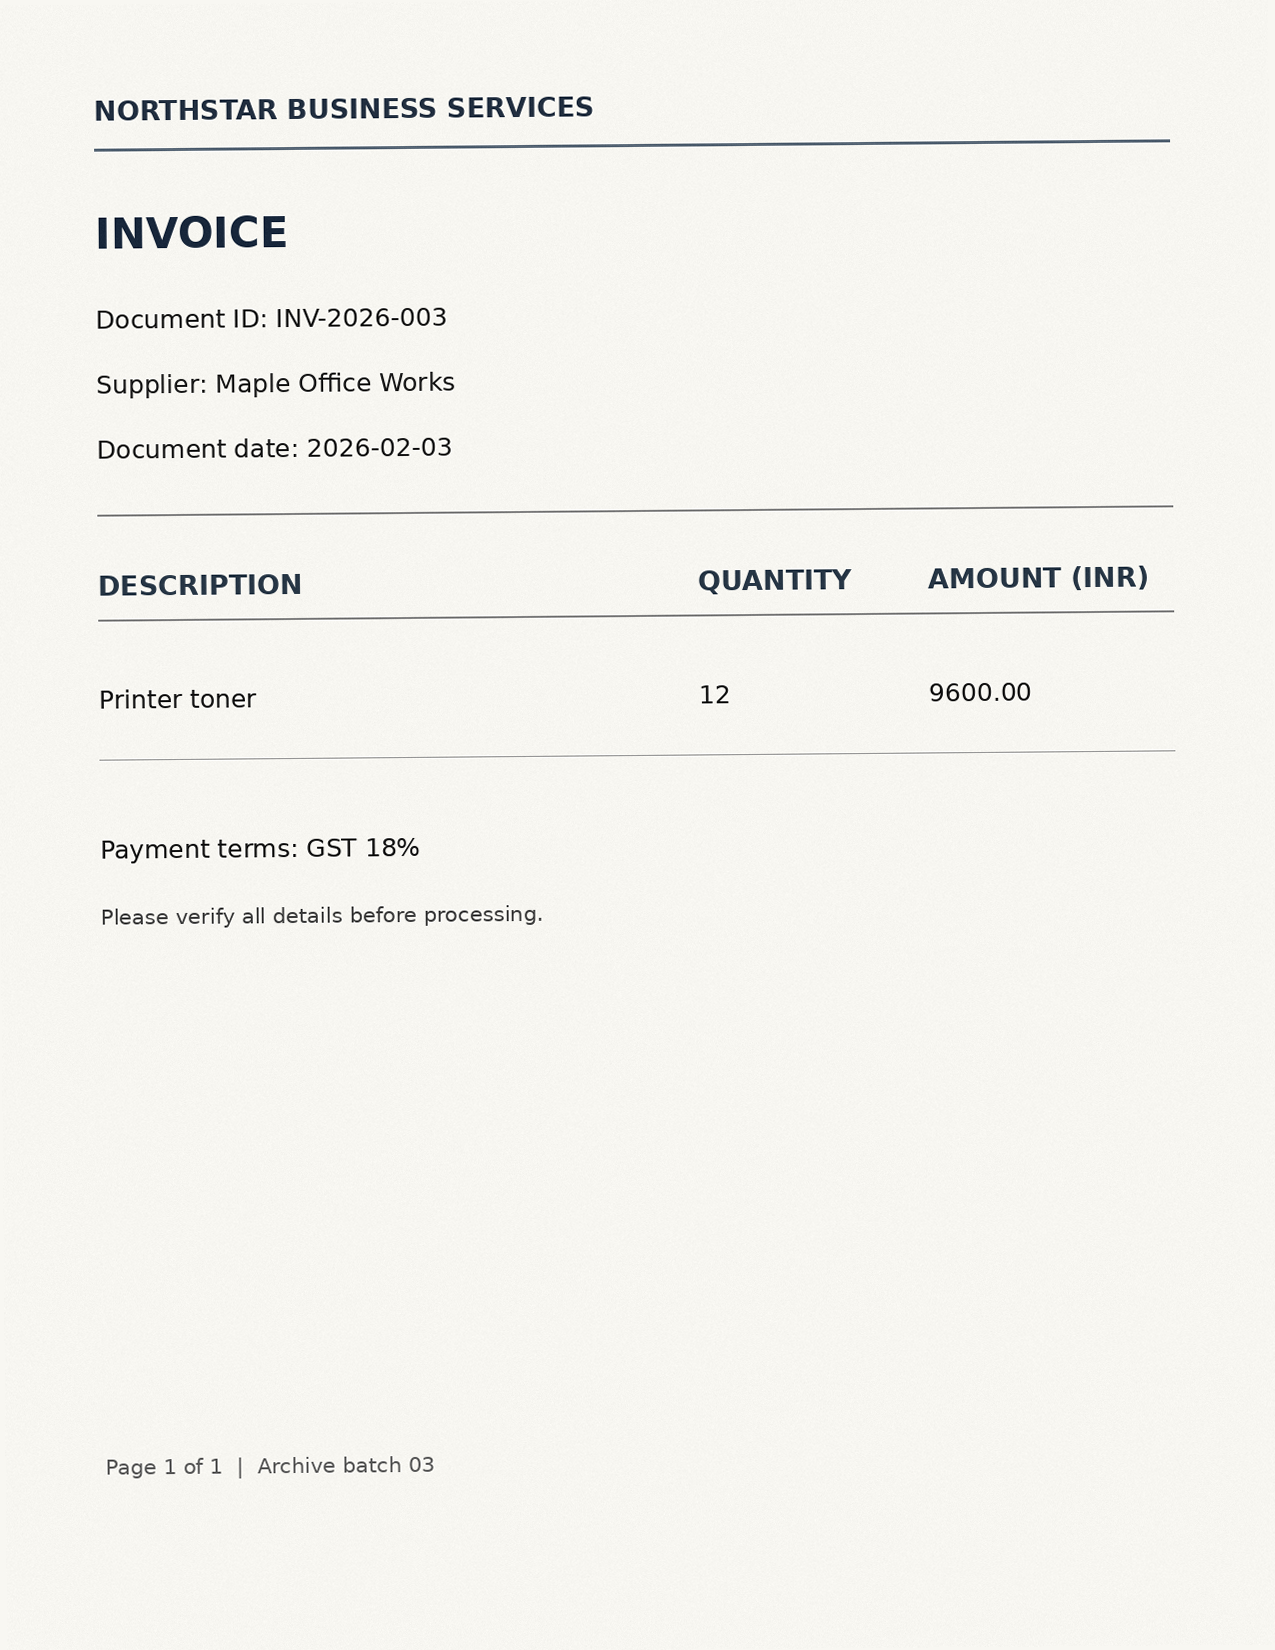 NORTHSTAR BUSINESS SERVICES
INVOICE
Document ID: INV-2026-003
Supplier: Maple Office Works
Document date: 2026-02-03
DESCRIPTION QUANTITY AMOUNT (INR)
Printer toner 12 9600.00
Payment terms: GST 18%
Please verify all details before processing.
Page 1 of 1 | Archive batch 03